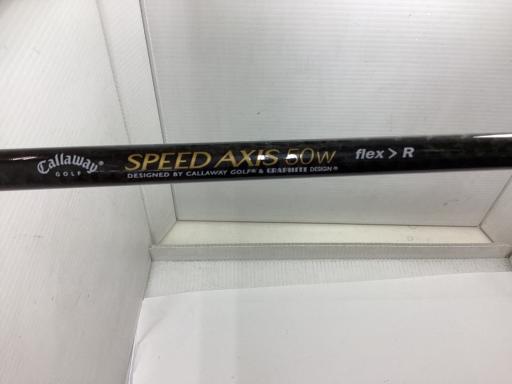 Callaway®
GOLF
SPEED AXIS 50w
DESIGNED BY CALLAWAY GOLF® & GRAPHITE DESIGN®
flex > R